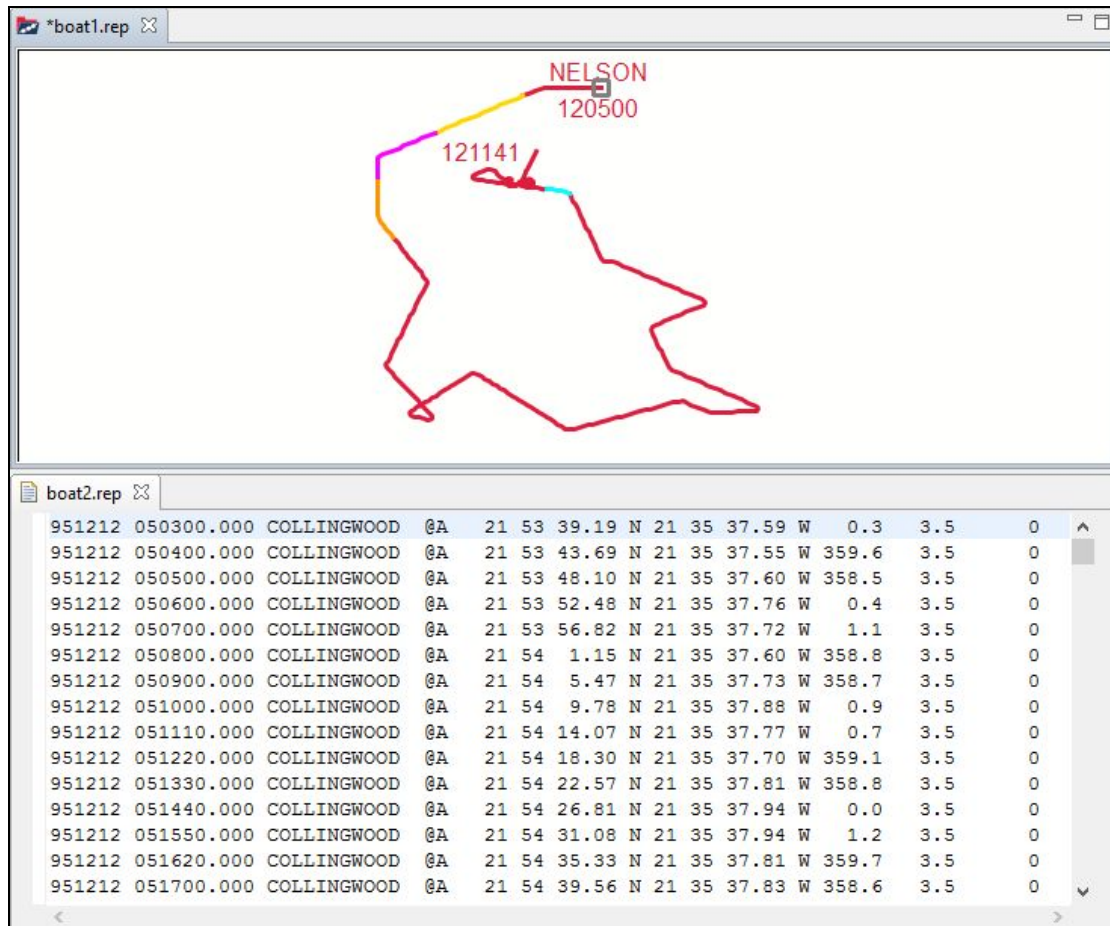 *boat1.rep
NELSON
120500
121141
boat2.rep
951212 050300.000 COLLINGWOOD @A 21 53 39.19 N 21 35 37.59 W 0.3 3.5 0
951212 050400.000 COLLINGWOOD @A 21 53 43.69 N 21 35 37.55 W 359.6 3.5 0
951212 050500.000 COLLINGWOOD @A 21 53 48.10 N 21 35 37.60 W 358.5 3.5 0
951212 050600.000 COLLINGWOOD @A 21 53 52.48 N 21 35 37.76 W 0.4 3.5 0
951212 050700.000 COLLINGWOOD @A 21 53 56.82 N 21 35 37.72 W 1.1 3.5 0
951212 050800.000 COLLINGWOOD @A 21 54 1.15 N 21 35 37.60 W 358.8 3.5 0
951212 050900.000 COLLINGWOOD @A 21 54 5.47 N 21 35 37.73 W 358.7 3.5 0
951212 051000.000 COLLINGWOOD @A 21 54 9.78 N 21 35 37.88 W 0.9 3.5 0
951212 051110.000 COLLINGWOOD @A 21 54 14.07 N 21 35 37.77 W 0.7 3.5 0
951212 051220.000 COLLINGWOOD @A 21 54 18.30 N 21 35 37.70 W 359.1 3.5 0
951212 051330.000 COLLINGWOOD @A 21 54 22.57 N 21 35 37.81 W 358.8 3.5 0
951212 051440.000 COLLINGWOOD @A 21 54 26.81 N 21 35 37.94 W 0.0 3.5 0
951212 051550.000 COLLINGWOOD @A 21 54 31.08 N 21 35 37.94 W 1.2 3.5 0
951212 051620.000 COLLINGWOOD @A 21 54 35.33 N 21 35 37.81 W 359.7 3.5 0
951212 051700.000 COLLINGWOOD @A 21 54 39.56 N 21 35 37.83 W 358.6 3.5 0